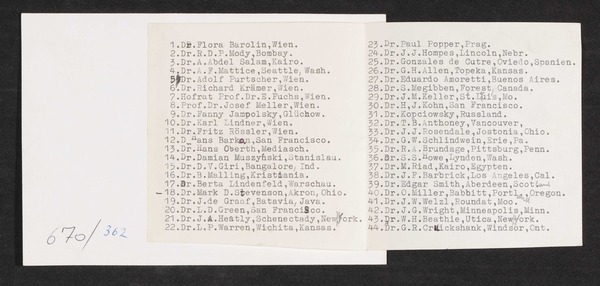 1.Dr.Flora Barolin,Wien.
2.Dr.R.D.P.Mody,Bombay.
3.Dr.A.Abdel Salam,Kairo.
4.Dr.A.F.Mattice,Seattle,Wash.
5.Dr.Adolf Purtscher,Wien.
6.Dr.Richard Krämer,Wien.
7.Hofrat Prof.Dr.E.Fuchs,Wien.
8.Prof.Dr.Josef Meller,Wien.
9.Dr.Fanny Jampolsky,Glüchow.
10.Dr.Karl Lindner,Wien.
11.Dr.Fritz Rössler,Wien.
12.D Hans Barkan,San Francisco.
13.Dr.Hans Oberth,Mediasch.
14.Dr.Damian Muszyński,Stanislau.
15.Dr.D.V.Giri,Bangalore,Ind.
16.Dr.B.Malling,Kristiania.
17.Dr.Berta Lindenfeld,Warschau.
18.Dr.Mark D.Stevenson,Akron,Ohio.
19.Dr.J.de Graaf,Batavia,Java.
20.Dr.L.D.Green,San Francisco.
21.Dr.J.A.Heatly,Schenectady,New York.
22.Dr.L.P.Warren,Wichita,Kansas.
23.Dr.Paul Popper,Prag.
24.Dr.J.J.Hompes,Lincoln,Nebr.
25.Dr.Gonzales de Cutre,Oviedo,Spanien.
26.Dr.G.H.Allen,Topeka,Kansas.
27.Dr.Eduardo Amoretti,Buenos Aires.
28.Dr.S.Megibben,Forest Canada.
29.Dr.J.M.Keller,St.Luis,Mo.
30.Dr.H.J.Kohn,San Francisco.
31.Dr.Kopciowsky,Russland.
32.Dr.T.B.Anthoney,Vancouver,
33.Dr.J.J.Rosendale,Jostonia,Ohio.
34.Dr.G.W.Schlindwein,Erie,Pa.
35.Dr.R.A.Brundage,Pittsburg,Penn.
36.Dr.S.S.Howe,Lynden,Wash.
37.Dr.M.Riad,Kairo,Egypten.
38.Dr.J.F.Barbrick,Los Angeles,Cal.
39.Dr.Edgar Smith,Aberdeen,Scotland
40.Dr.O.Miller,Babbitt,Portland,Oregon.
41.Dr.J.W.Welzl,Roundat,Moo.
42.Dr.J.G.Wright,Minneapolis,Minn.
43.Dr.W.H.Beathie,Utica,New York.
44.Dr.G.R.Cruickshank,Windsor,Ont.
670/362